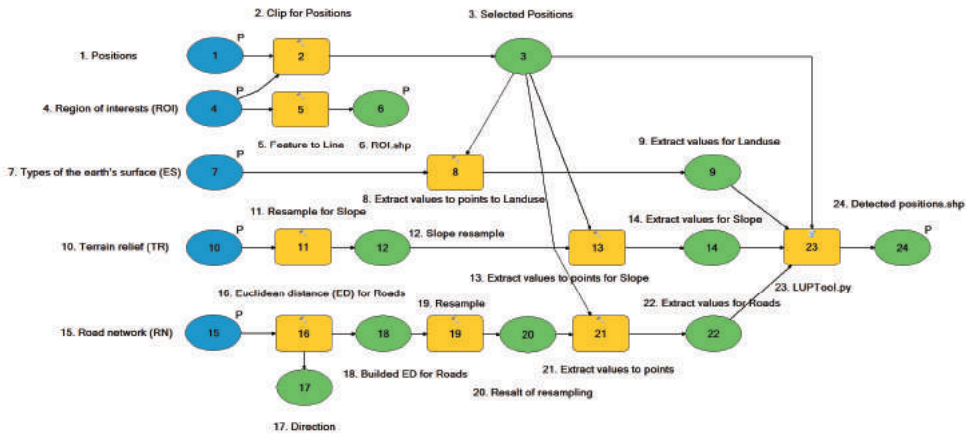 2. Clip for Positions
3. Selected Positions
1. Positions
P
1
2
3
P
P
4. Region of interests (ROI)
4
5
6
5. Feature to Line
6. ROI.shp
9. Extract values for Landuse
P
7. Types of the earth's surface (ES)
7
8
9
8. Extract values to points to Landuse
24. Detected positions.shp
11. Resample for Slope
14. Extract values for Slope
P
P
10. Terrain relief (TR)
10
11
12
12. Slope resample
13
14
23
24
13. Extract values to points for Slope
23. LUPTool.py
16. Euclidean distance (ED) for Roads
19. Resample
22. Extract values for Roads
P
15. Road network (RN)
15
16
18
19
20
21
22
18. Builded ED for Roads
21. Extract values to points
17
20. Resalt of resampling
17. Direction